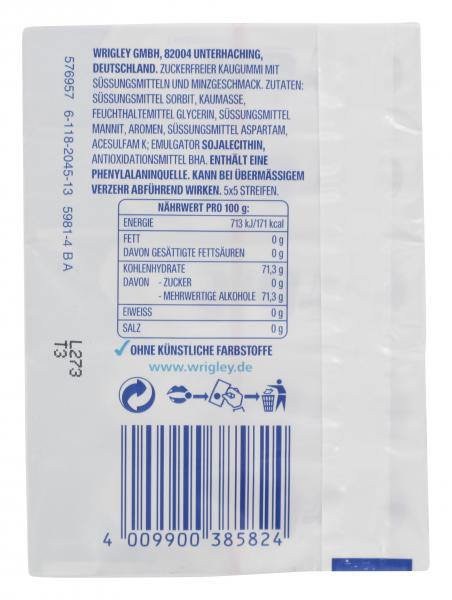 WRIGLEY GMBH, 82004 UNTERHACHING,
DEUTSCHLAND. ZUCKERFREIER KAUGUMMI MIT
SÜSSUNGSMITTELN UND MINZGESCHMACK. ZUTATEN:
SÜSSUNGSMITTEL SORBIT, KAUMASSE,
FEUCHTHALTEMITTEL GLYCERIN, SÜSSUNGSMITTEL
MANNIT, AROMEN, SÜSSUNGSMITTEL ASPARTAM,
ACESULFAM K; EMULGATOR SOJALECITHIN,
ANTIOXIDATIONSMITTEL BHA. ENTHÄLT EINE
PHENYLALANINQUELLE. KANN BEI ÜBERMÄSSIGEM
VERZEHR ABFÜHREND WIRKEN. 5x5 STREIFEN.
NÄHRWERT PRO 100 g:
ENERGIE 713 kJ/171 kcal
FETT 0 g
DAVON GESÄTTIGTE FETTSÄUREN 0 g
KOHLENHYDRATE 71,3 g
DAVON - ZUCKER 0 g
- MEHRWERTIGE ALKOHOLE 71,3 g
EIWEISS 0 g
SALZ 0 g
✓ OHNE KÜNSTLICHE FARBSTOFFE
www.wrigley.de
4 009900 385824
576957 6-118-2045-13 5981-4 B A
L273
T3